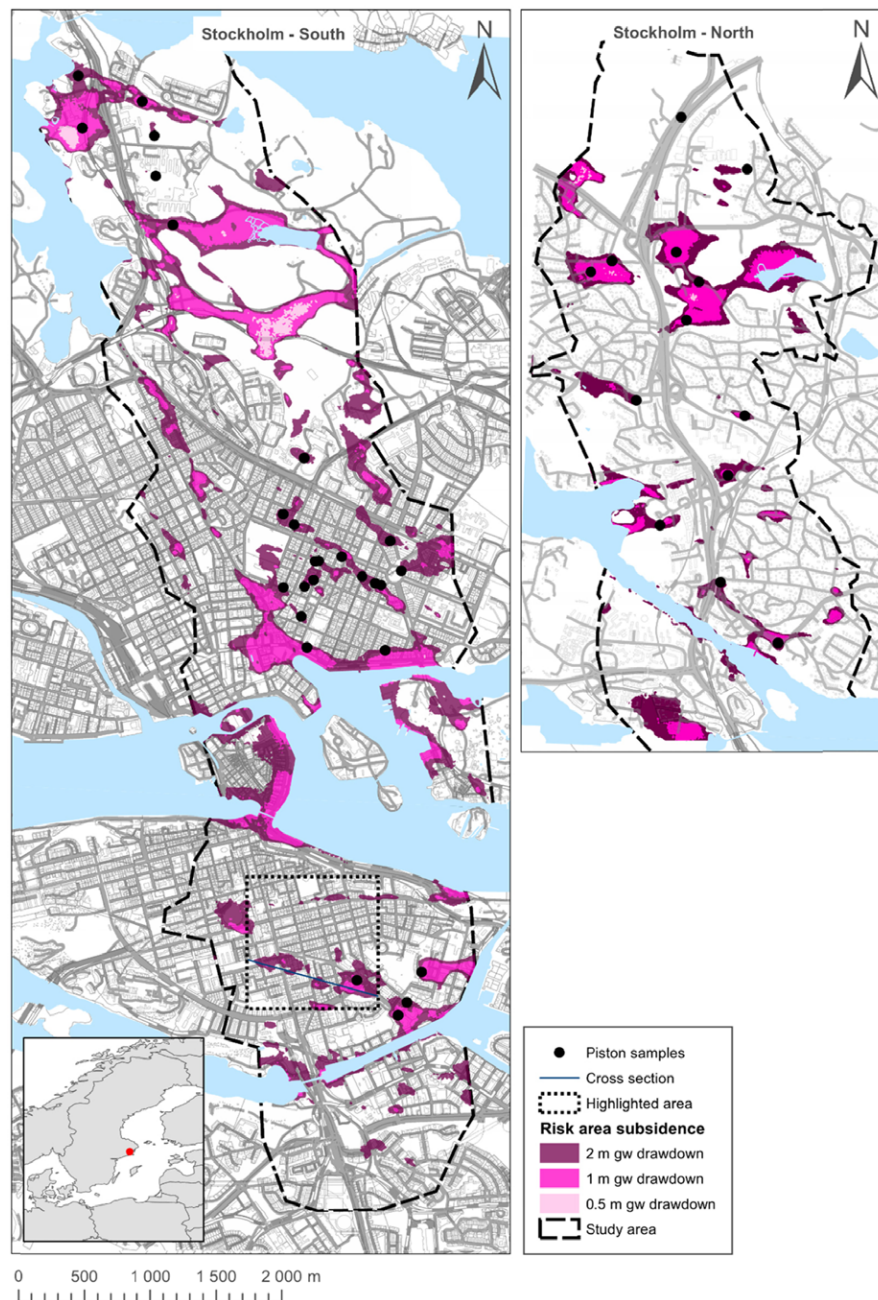 Stockholm - South
N
Stockholm - North
N
Piston samples
Cross section
Highlighted area
Risk area subsidence
2 m gw drawdown
1 m gw drawdown
0.5 m gw drawdown
Study area
0 500 1 000 1 500 2 000 m